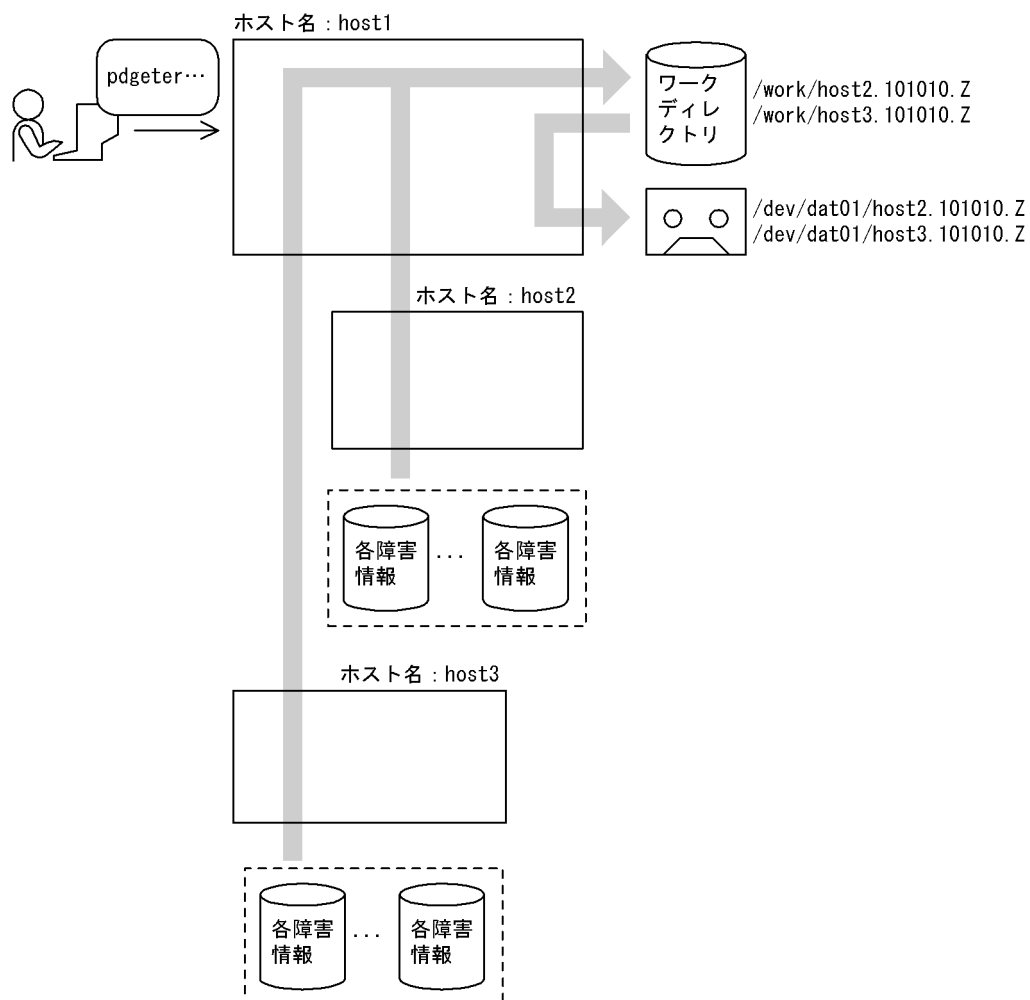 ホスト名：host1
pdgeter…
ワーク
ディレ
クトリ
/work/host2.101010.Z
/work/host3.101010.Z
/dev/dat01/host2.101010.Z
/dev/dat01/host3.101010.Z
ホスト名：host2
各障害
情報
...
各障害
情報
ホスト名：host3
各障害
情報
...
各障害
情報